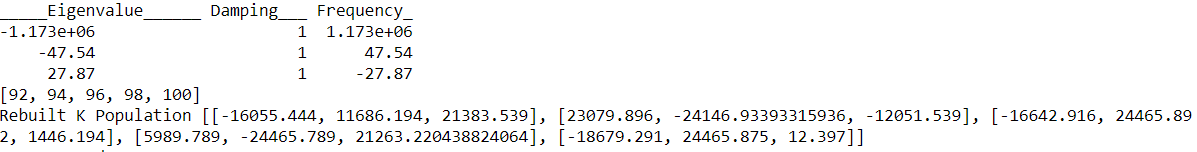 _____Eigenvalue______ Damping___ Frequency_
-1.173e+06 1 1.173e+06
-47.54 1 47.54
27.87 1 -27.87
[92, 94, 96, 98, 100]
Rebuilt K Population [[-16055.444, 11686.194, 21383.539], [23079.896, -24146.93393315936, -12051.539], [-16642.916, 24465.89
2, 1446.194], [5989.789, -24465.789, 21263.220438824064], [-18679.291, 24465.875, 12.397]]